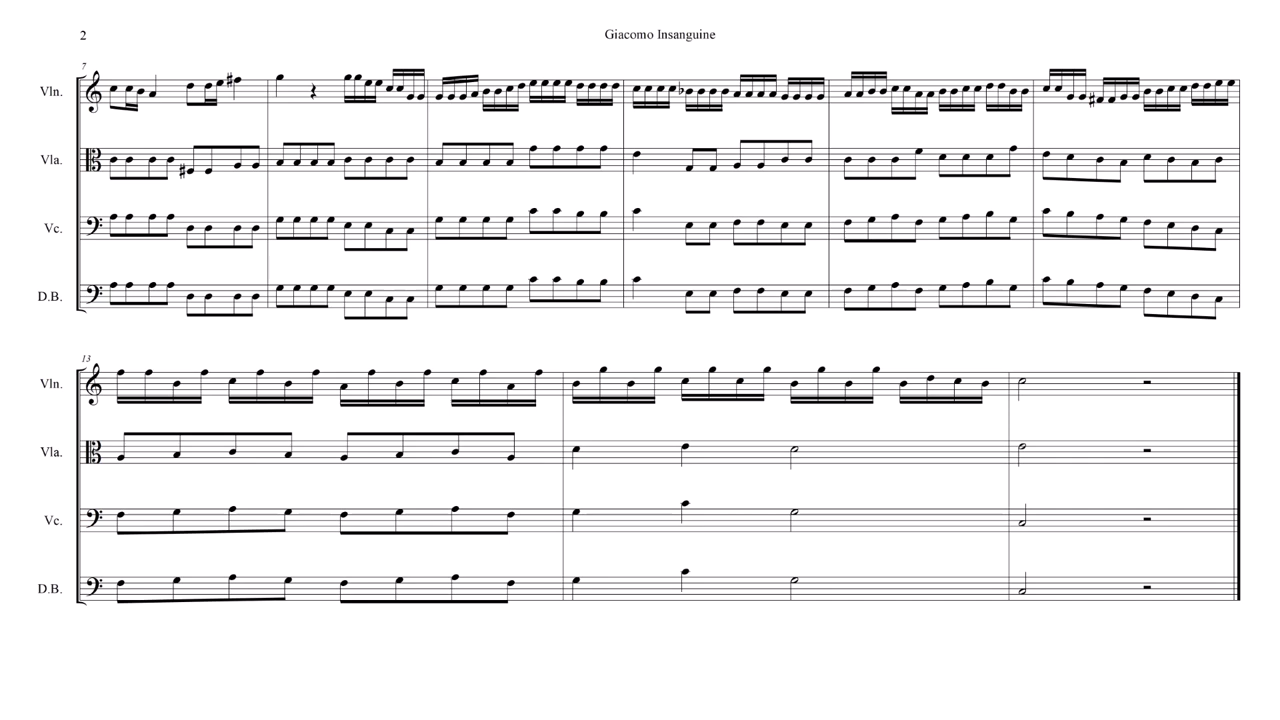 2
Giacomo Insanguine
7
Vln.
Vla.
Vc.
D.B.
13
Vln.
Vla.
Vc.
D.B.